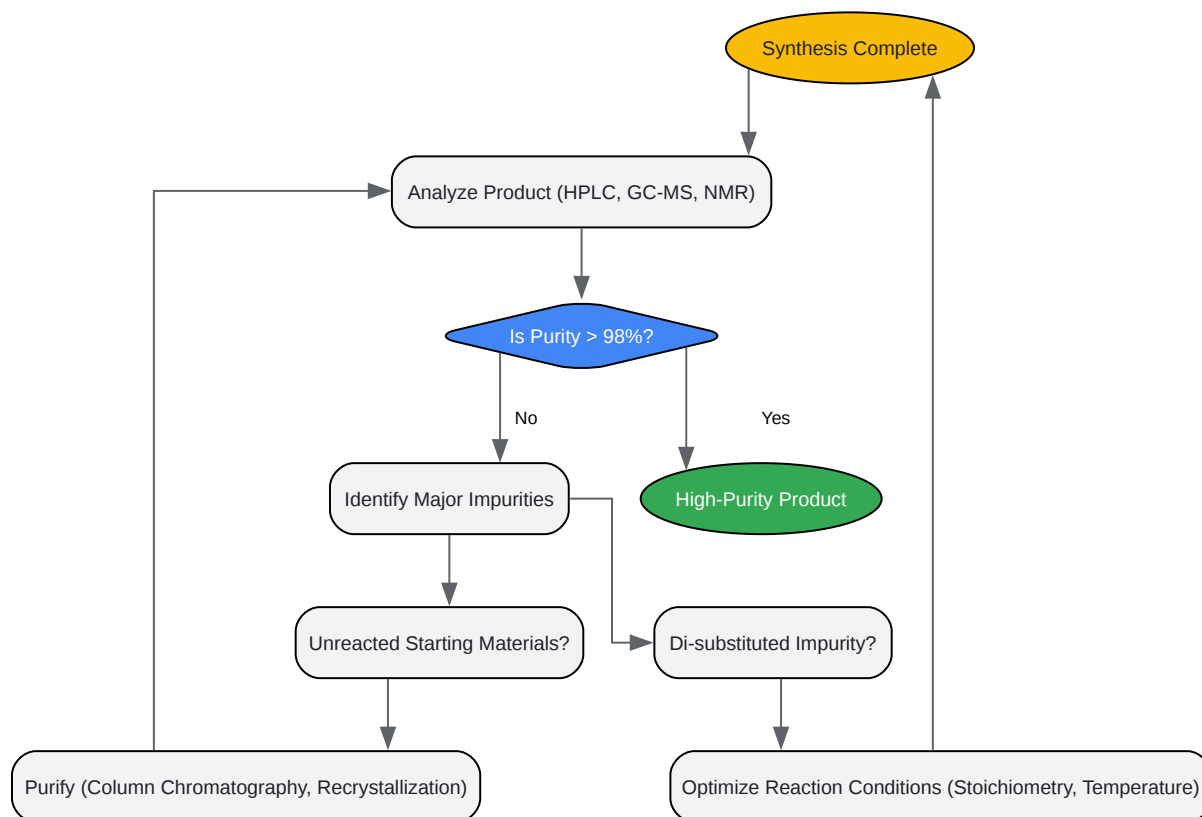 Synthesis Complete
Analyze Product (HPLC, GC-MS, NMR)
Is Purity > 98%?
No
Yes
Identify Major Impurities
High-Purity Product
Unreacted Starting Materials?
Di-substituted Impurity?
Purify (Column Chromatography, Recrystallization)
Optimize Reaction Conditions (Stoichiometry, Temperature)